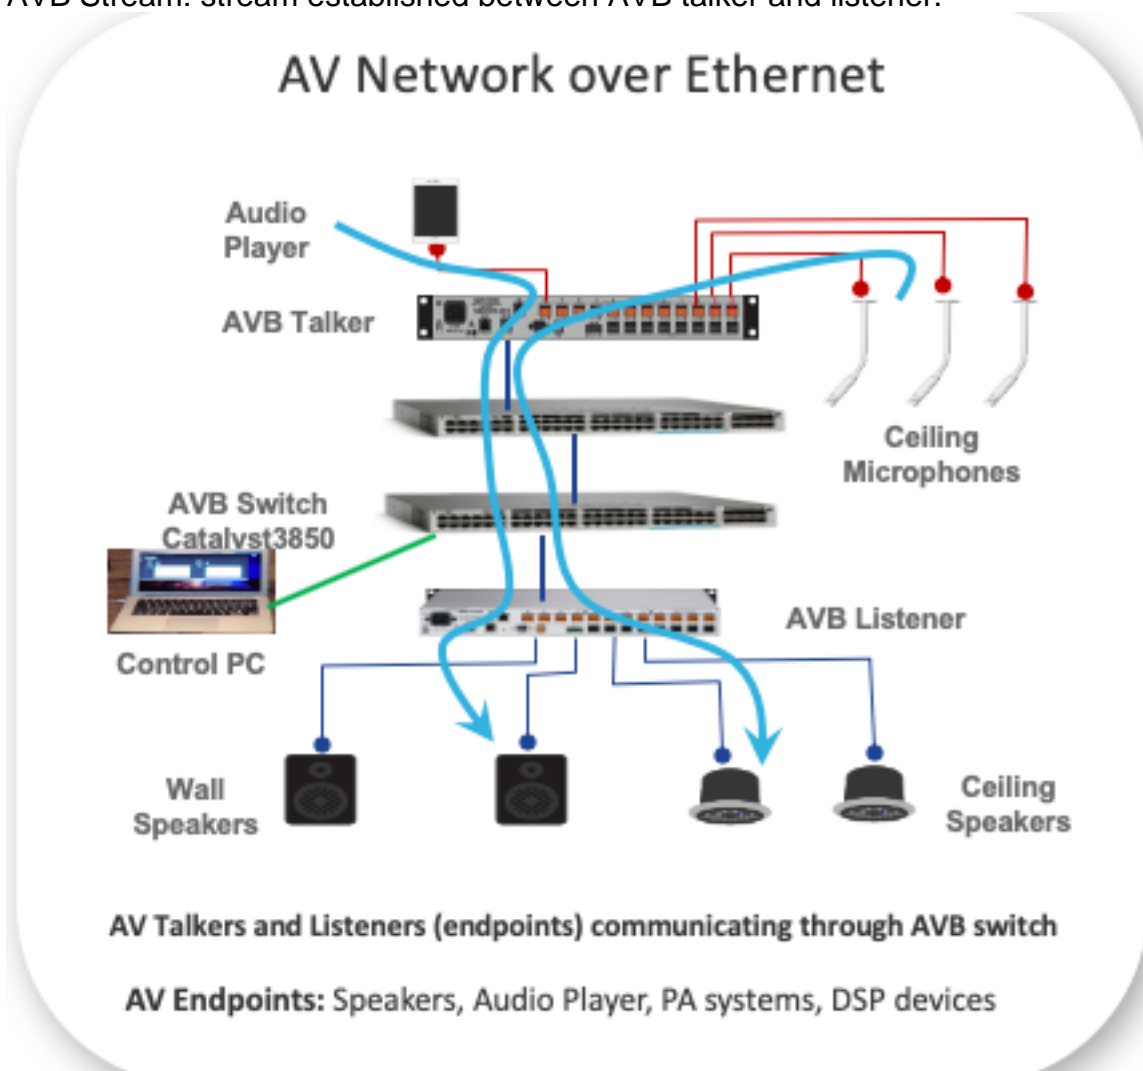 AVB Stream: stream established between AVB talker and listener.
AV Network over Ethernet
Audio
Player
AVB Talker
Ceiling
Microphones
AVB Switch
Catalyst3850
AVB Listener
Control PC
Wall
Speakers
Ceiling
Speakers
AV Talkers and Listeners (endpoints) communicating through AVB switch
AV Endpoints: Speakers, Audio Player, PA systems, DSP devices